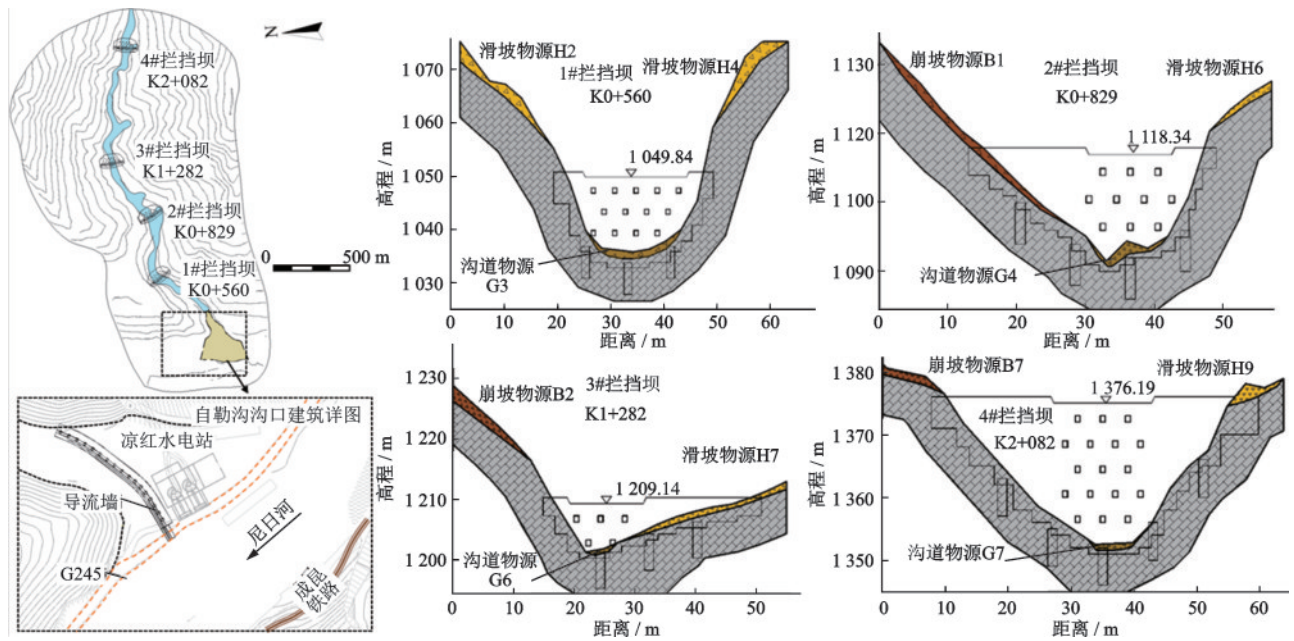 N
4#拦挡坝
K2+082
3#拦挡坝
K1+282
2#拦挡坝
K0+829
1#拦挡坝
K0+560
0 500 m
自勒沟沟口建筑详图
凉红水电站
导流墙
尼日河
G245
成昆
铁路
滑坡物源H2
1#拦挡坝
K0+560
滑坡物源H4
1 049.84
沟道物源
G3
高程 / m
1 070
1 060
1 050
1 040
1 030
0 10 20 30 40 50 60
距离 / m
崩坡物源B1
2#拦挡坝
K0+829
滑坡物源H6
1 118.34
沟道物源G4
高程 / m
1 130
1 120
1 100
1 090
0 10 20 30 40 50
距离 / m
崩坡物源B2
3#拦挡坝
K1+282
滑坡物源H7
1 209.14
沟道物源
G6
高程 / m
1 230
1 220
1 210
1 200
0 10 20 30 40 50
距离 / m
崩坡物源B7
4#拦挡坝
K2+082
滑坡物源H9
1 376.19
沟道物源G7
高程 / m
1 380
1 370
1 360
1 350
0 10 20 30 40 50 60
距离 / m